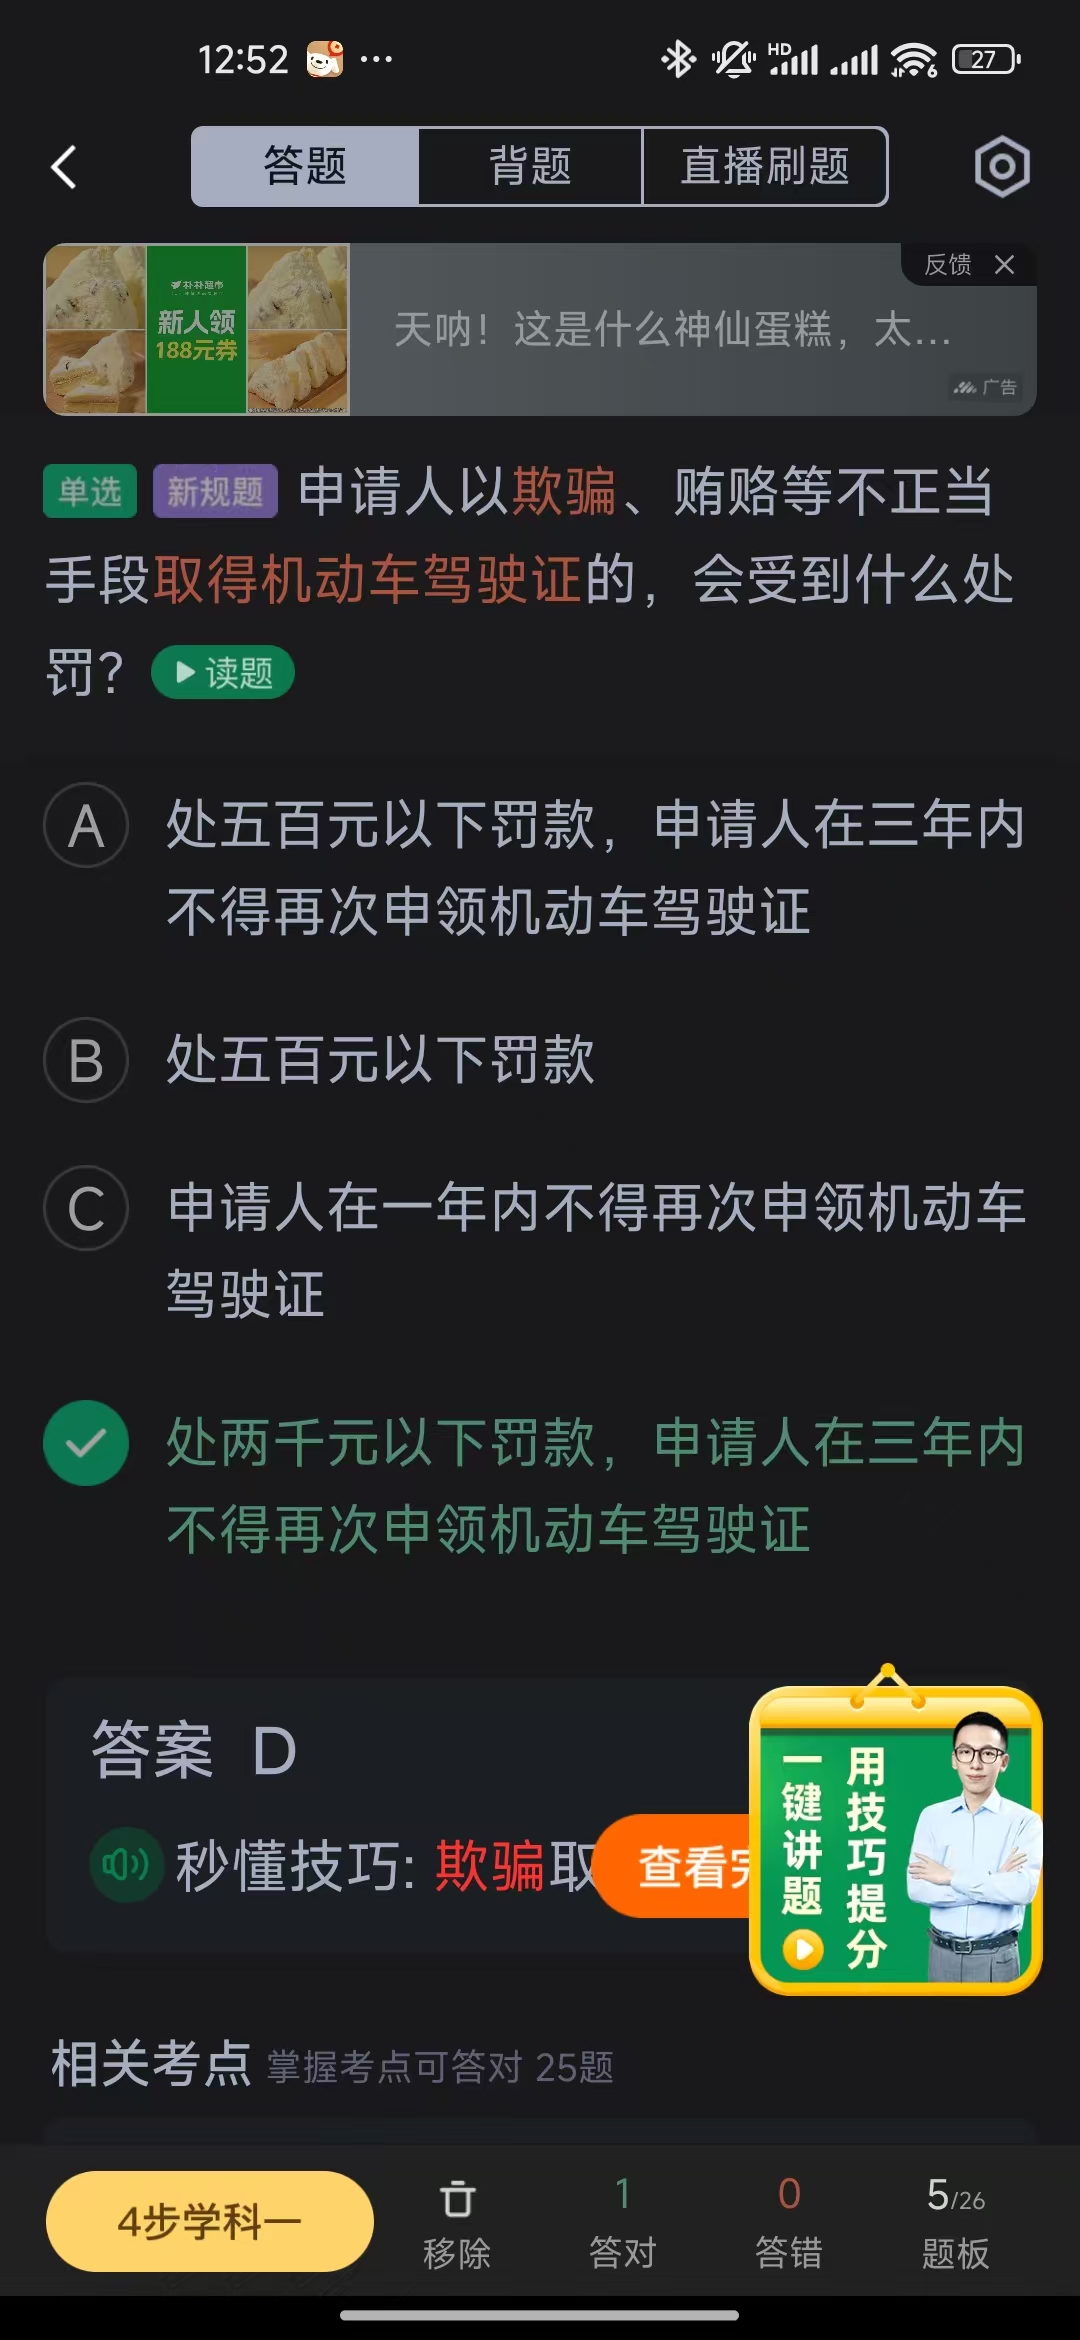 12:52 ...
HD 6 27
答题 背题 直播刷题
朴朴超市
新人领
188元券
天呐！这是什么神仙蛋糕，太...
反馈 ×
广告
单选 新规题 申请人以欺骗、贿赂等不正当
手段取得机动车驾驶证的，会受到什么处
罚？ 读题
A 处五百元以下罚款，申请人在三年内
不得再次申领机动车驾驶证
B 处五百元以下罚款
C 申请人在一年内不得再次申领机动车
驾驶证
处两千元以下罚款，申请人在三年内
不得再次申领机动车驾驶证
答案 D
秒懂技巧: 欺骗取
查看完
一键讲题
用技巧提分
相关考点 掌握考点可答对 25题
4步学科一
移除
1
答对
0
答错
5/26
题板